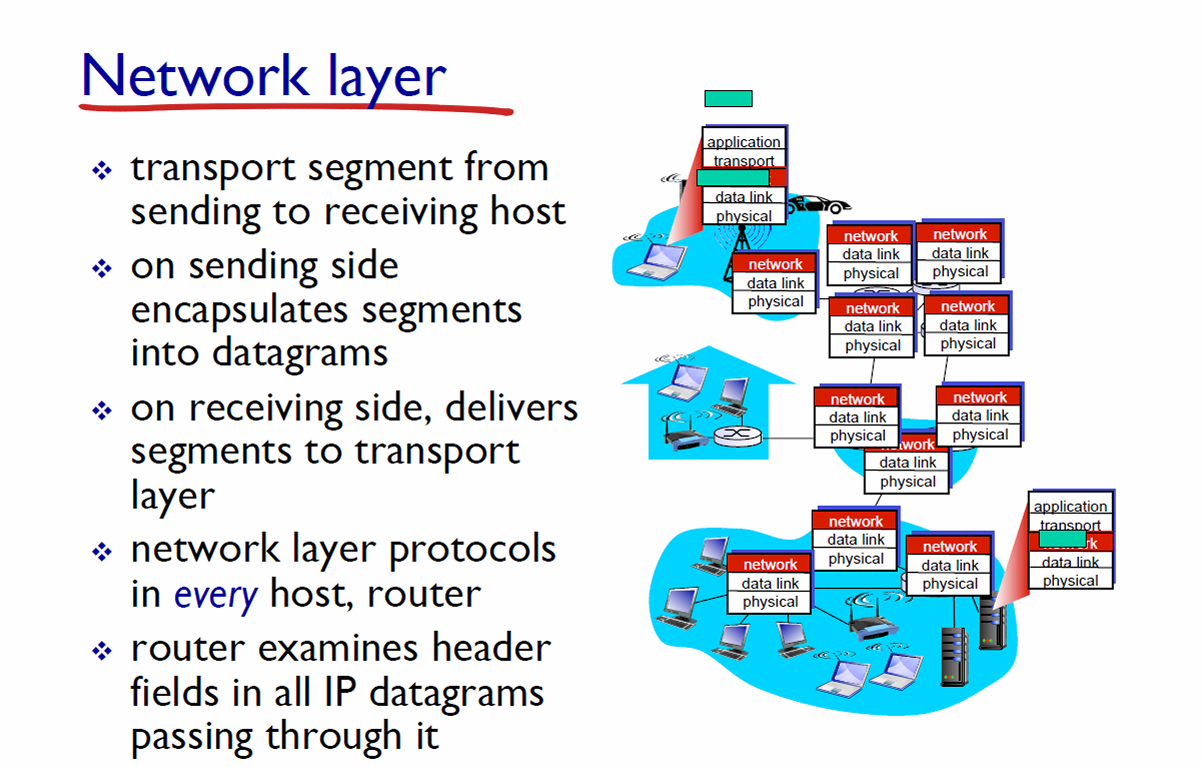 Network layer
transport segment from
sending to receiving host
on sending side
encapsulates segments
into datagrams
on receiving side, delivers
segments to transport
layer
network layer protocols
in every host, router
router examines header
fields in all IP datagrams
passing through it
application
transport
data link
physical
network
data link
physical
network
data link
physical
network
data link
physical
network
data link
physical
network
data link
physical
network
data link
physical
network
data link
physical
network
data link
physical
network
data link
physical
network
data link
physical
network
data link
physical
application
transport
data link
physical